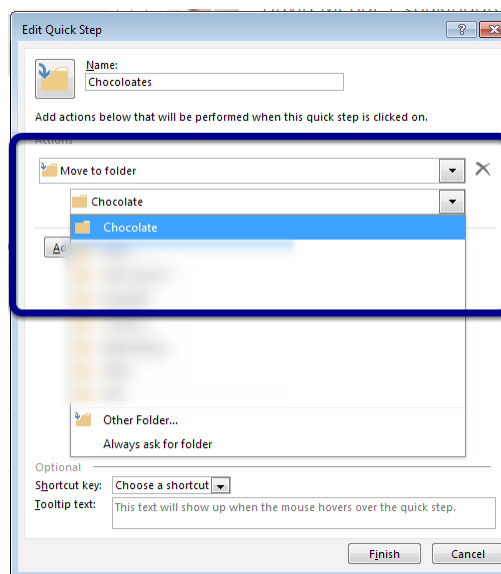 Edit Quick Step
Name:
Chocoloates
Add actions below that will be performed when this quick step is clicked on.
Actions
Move to folder
Chocolate
Chocolate
Other Folder...
Always ask for folder
Optional
Shortcut key: Choose a shortcut
Tooltip text: This text will show up when the mouse hovers over the quick step.
Finish Cancel